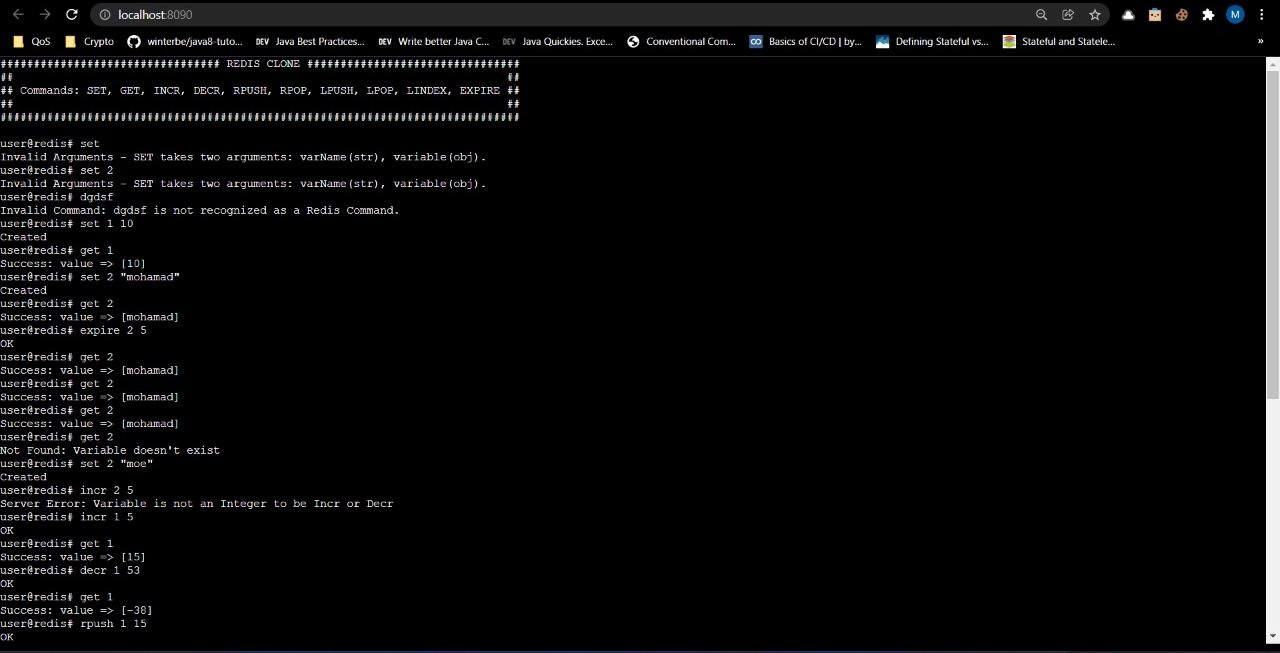 localhost:8090
M
QoS
Crypto
winterbe/java8-tuto...
DEV Java Best Practices...
DEV Write better Java C...
DEV Java Quickies. Exce...
Conventional Com...
Basics of CI/CD | by...
Defining Stateful vs...
Stateful and Statele...
»
################################# REDIS CLONE ################################
## ##
## Commands: SET, GET, INCR, DECR, RPUSH, RPOP, LPUSH, LPOP, LINDEX, EXPIRE ##
## ##
##############################################################################
user@redis# set
Invalid Arguments - SET takes two arguments: varName(str), variable(obj).
user@redis# set 2
Invalid Arguments - SET takes two arguments: varName(str), variable(obj).
user@redis# dgdsf
Invalid Command: dgdsf is not recognized as a Redis Command.
user@redis# set 1 10
Created
user@redis# get 1
Success: value => [10]
user@redis# set 2 "mohamad"
Created
user@redis# get 2
Success: value => [mohamad]
user@redis# expire 2 5
OK
user@redis# get 2
Success: value => [mohamad]
user@redis# get 2
Success: value => [mohamad]
user@redis# get 2
Success: value => [mohamad]
user@redis# get 2
Not Found: Variable doesn't exist
user@redis# set 2 "moe"
Created
user@redis# incr 2 5
Server Error: Variable is not an Integer to be Incr or Decr
user@redis# incr 1 5
OK
user@redis# get 1
Success: value => [15]
user@redis# decr 1 53
OK
user@redis# get 1
Success: value => [-38]
user@redis# rpush 1 15
OK